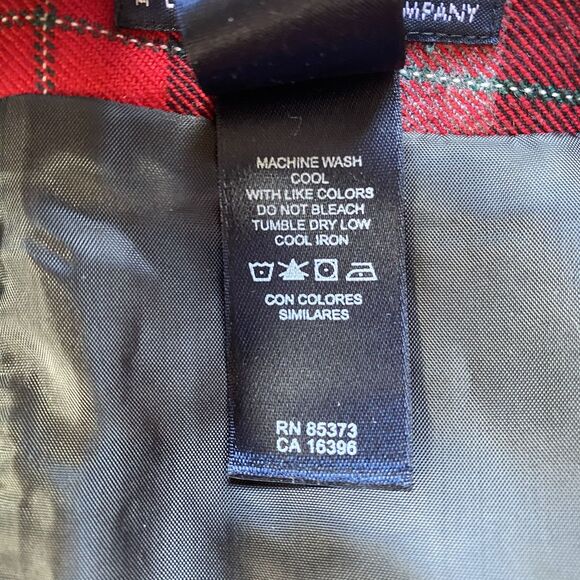 MPANY
MACHINE WASH
COOL
WITH LIKE COLORS
DO NOT BLEACH
TUMBLE DRY LOW
COOL IRON
CON COLORES
SIMILARES
RN 85373
CA 16396